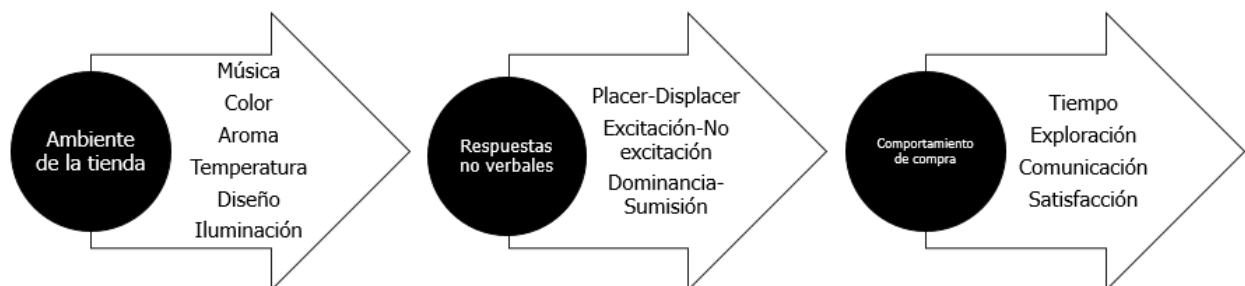 Ambiente
de la tienda
Música
Color
Aroma
Temperatura
Diseño
Iluminación
Respuestas
no verbales
Placer-Displacer
Excitación-No
excitación
Dominancia-
Sumisión
Comportamiento
de compra
Tiempo
Exploración
Comunicación
Satisfacción